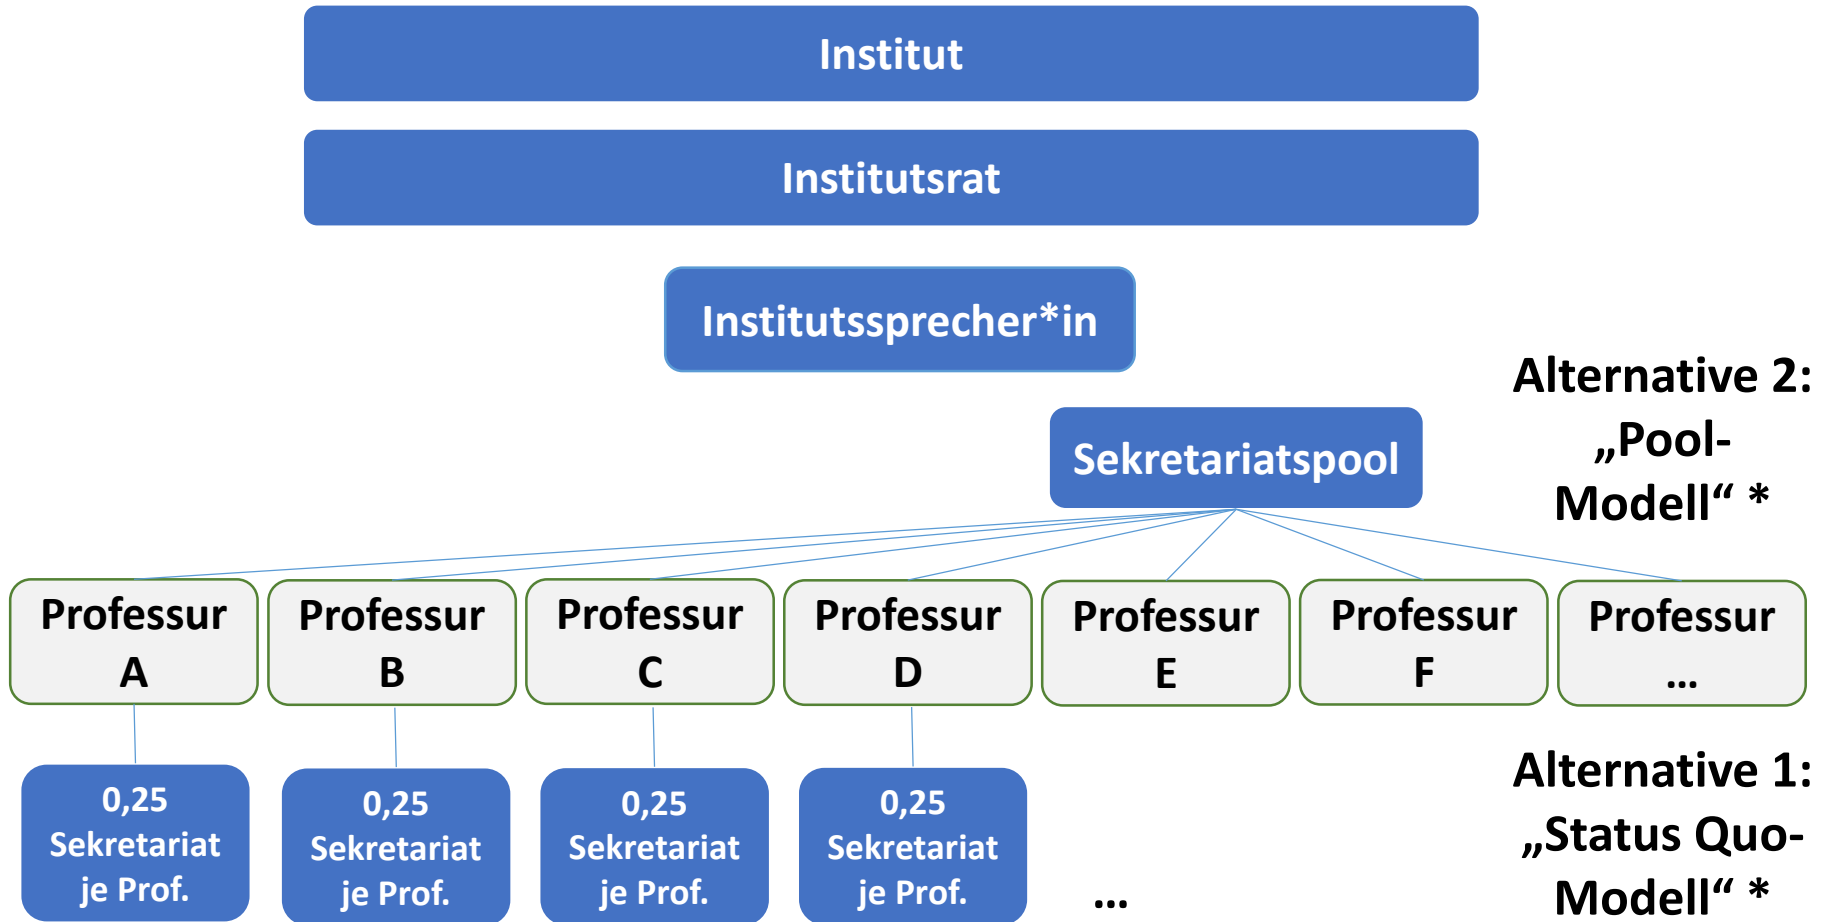 Institut
Institutsrat
Institutssprecher*in
Alternative 2:
„Pool-
Modell“ *
Sekretariatspool
Professur
A
Professur
B
Professur
C
Professur
D
Professur
E
Professur
F
Professur
...
0,25
Sekretariat
je Prof.
0,25
Sekretariat
je Prof.
0,25
Sekretariat
je Prof.
0,25
Sekretariat
je Prof.
...
Alternative 1:
„Status Quo-
Modell“ *